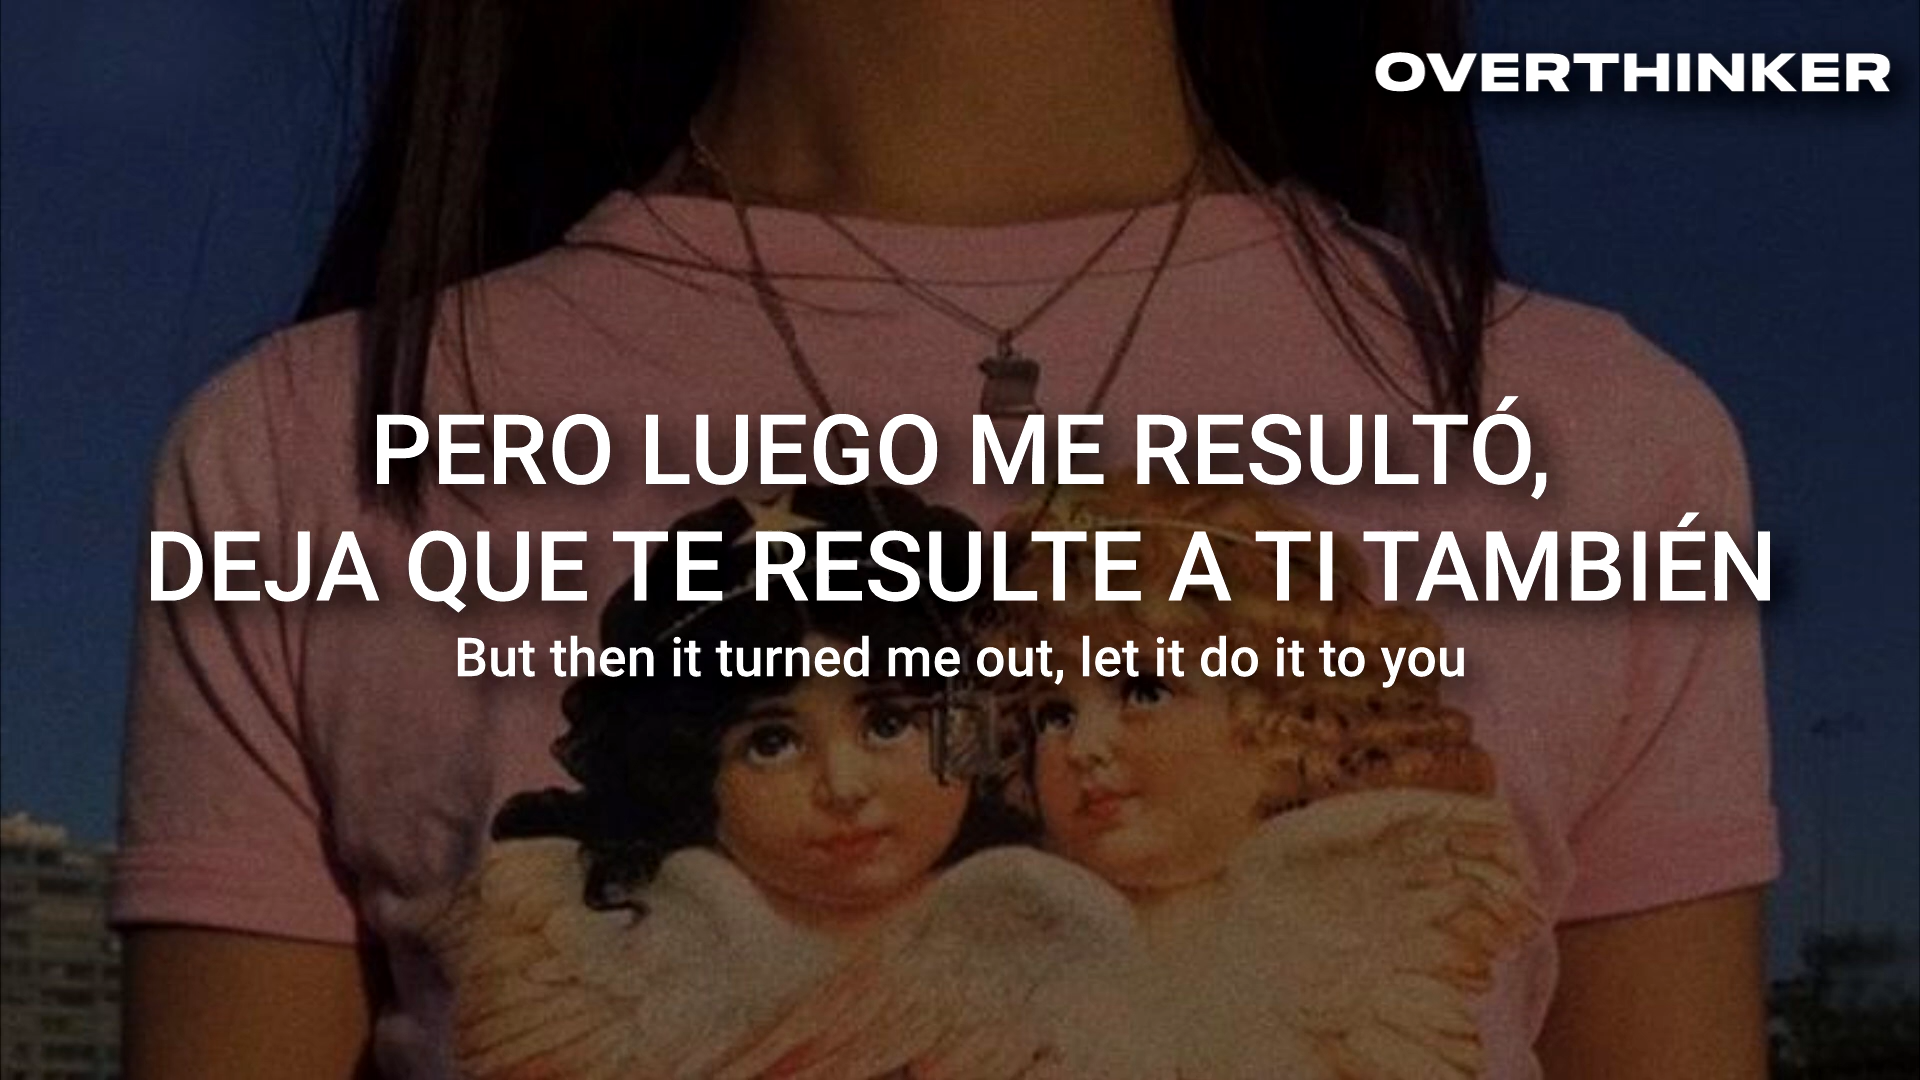 OVERTHINKER
PERO LUEGO ME RESULTÓ,
DEJA QUE TE RESULTE A TI TAMBIÉN
But then it turned me out, let it do it to you